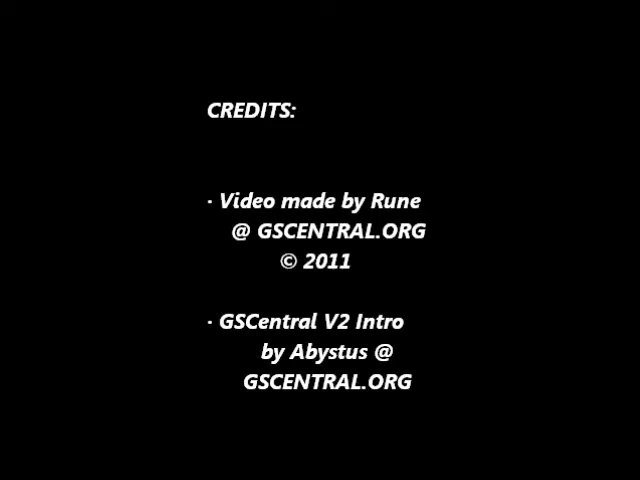 CREDITS:
· Video made by Rune
@ GSCENTRAL.ORG
© 2011
· GSCentral V2 Intro
by Abystus @
GSCENTRAL.ORG